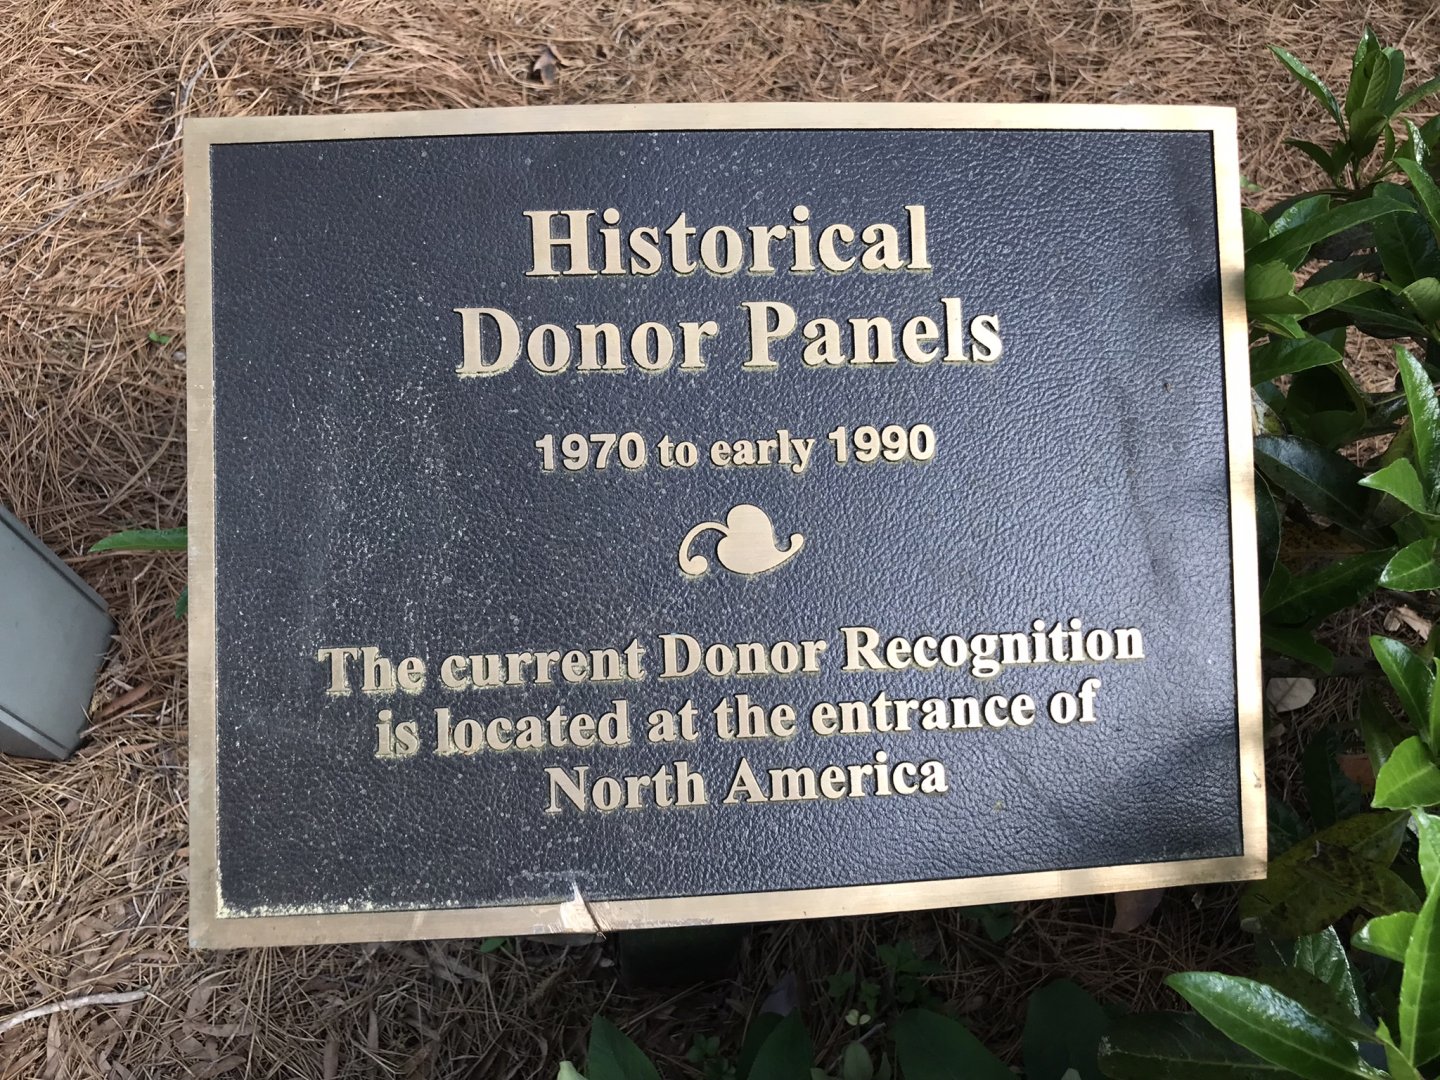 Historical
Donor Panels
1970 to early 1990
The current Donor Recognition
is located at the entrance of
North America